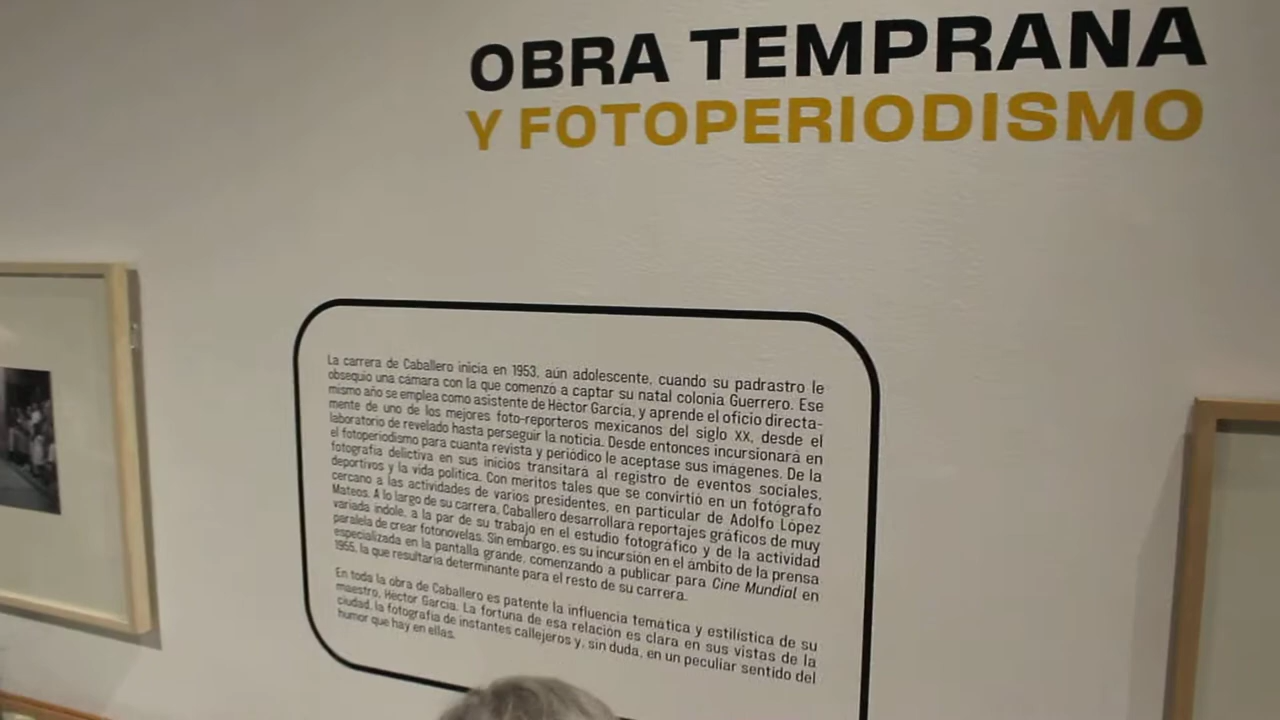 OBRA TEMPRANA
Y FOTOPERIODISMO
La carrera de Caballero inicia en 1953, aún adolescente, cuando su padrastro le
obsequio una cámara con la que comenzó a captar su natal colonia Guerrero. Ese
mismo año se emplea como asistente de Héctor García, y aprende el oficio directa-
mente de uno de los mejores foto-reporteros mexicanos del siglo XX, desde el
laboratorio de revelado hasta perseguir la noticia. Desde entonces incursionará en
el fotoperiodismo para cuanta revista y periódico le aceptase sus imágenes. De la
fotografía delictiva en sus inicios transitará al registro de eventos sociales,
deportivos y la vida política. Con meritos tales que se convirtió en un fotógrafo
cercano a las actividades de varios presidentes, en particular de Adolfo López
Mateos. A lo largo de su carrera, Caballero desarrollará reportajes gráficos de muy
variada índole, a la par de su trabajo en el estudio fotográfico y de la actividad
paralela de crear fotonovelas. Sin embargo, es su incursión en el ámbito de la prensa
especializada en la pantalla grande, comenzando a publicar para Cine Mundial en
1955, la que resultaría determinante para el resto de su carrera.
En toda la obra de Caballero es patente la influencia temática y estilística de su
maestro, Héctor García. La fortuna de esa relación es clara en sus vistas de la
ciudad, la fotografía de instantes callejeros y, sin duda, en un peculiar sentido del
humor que hay en ellas.